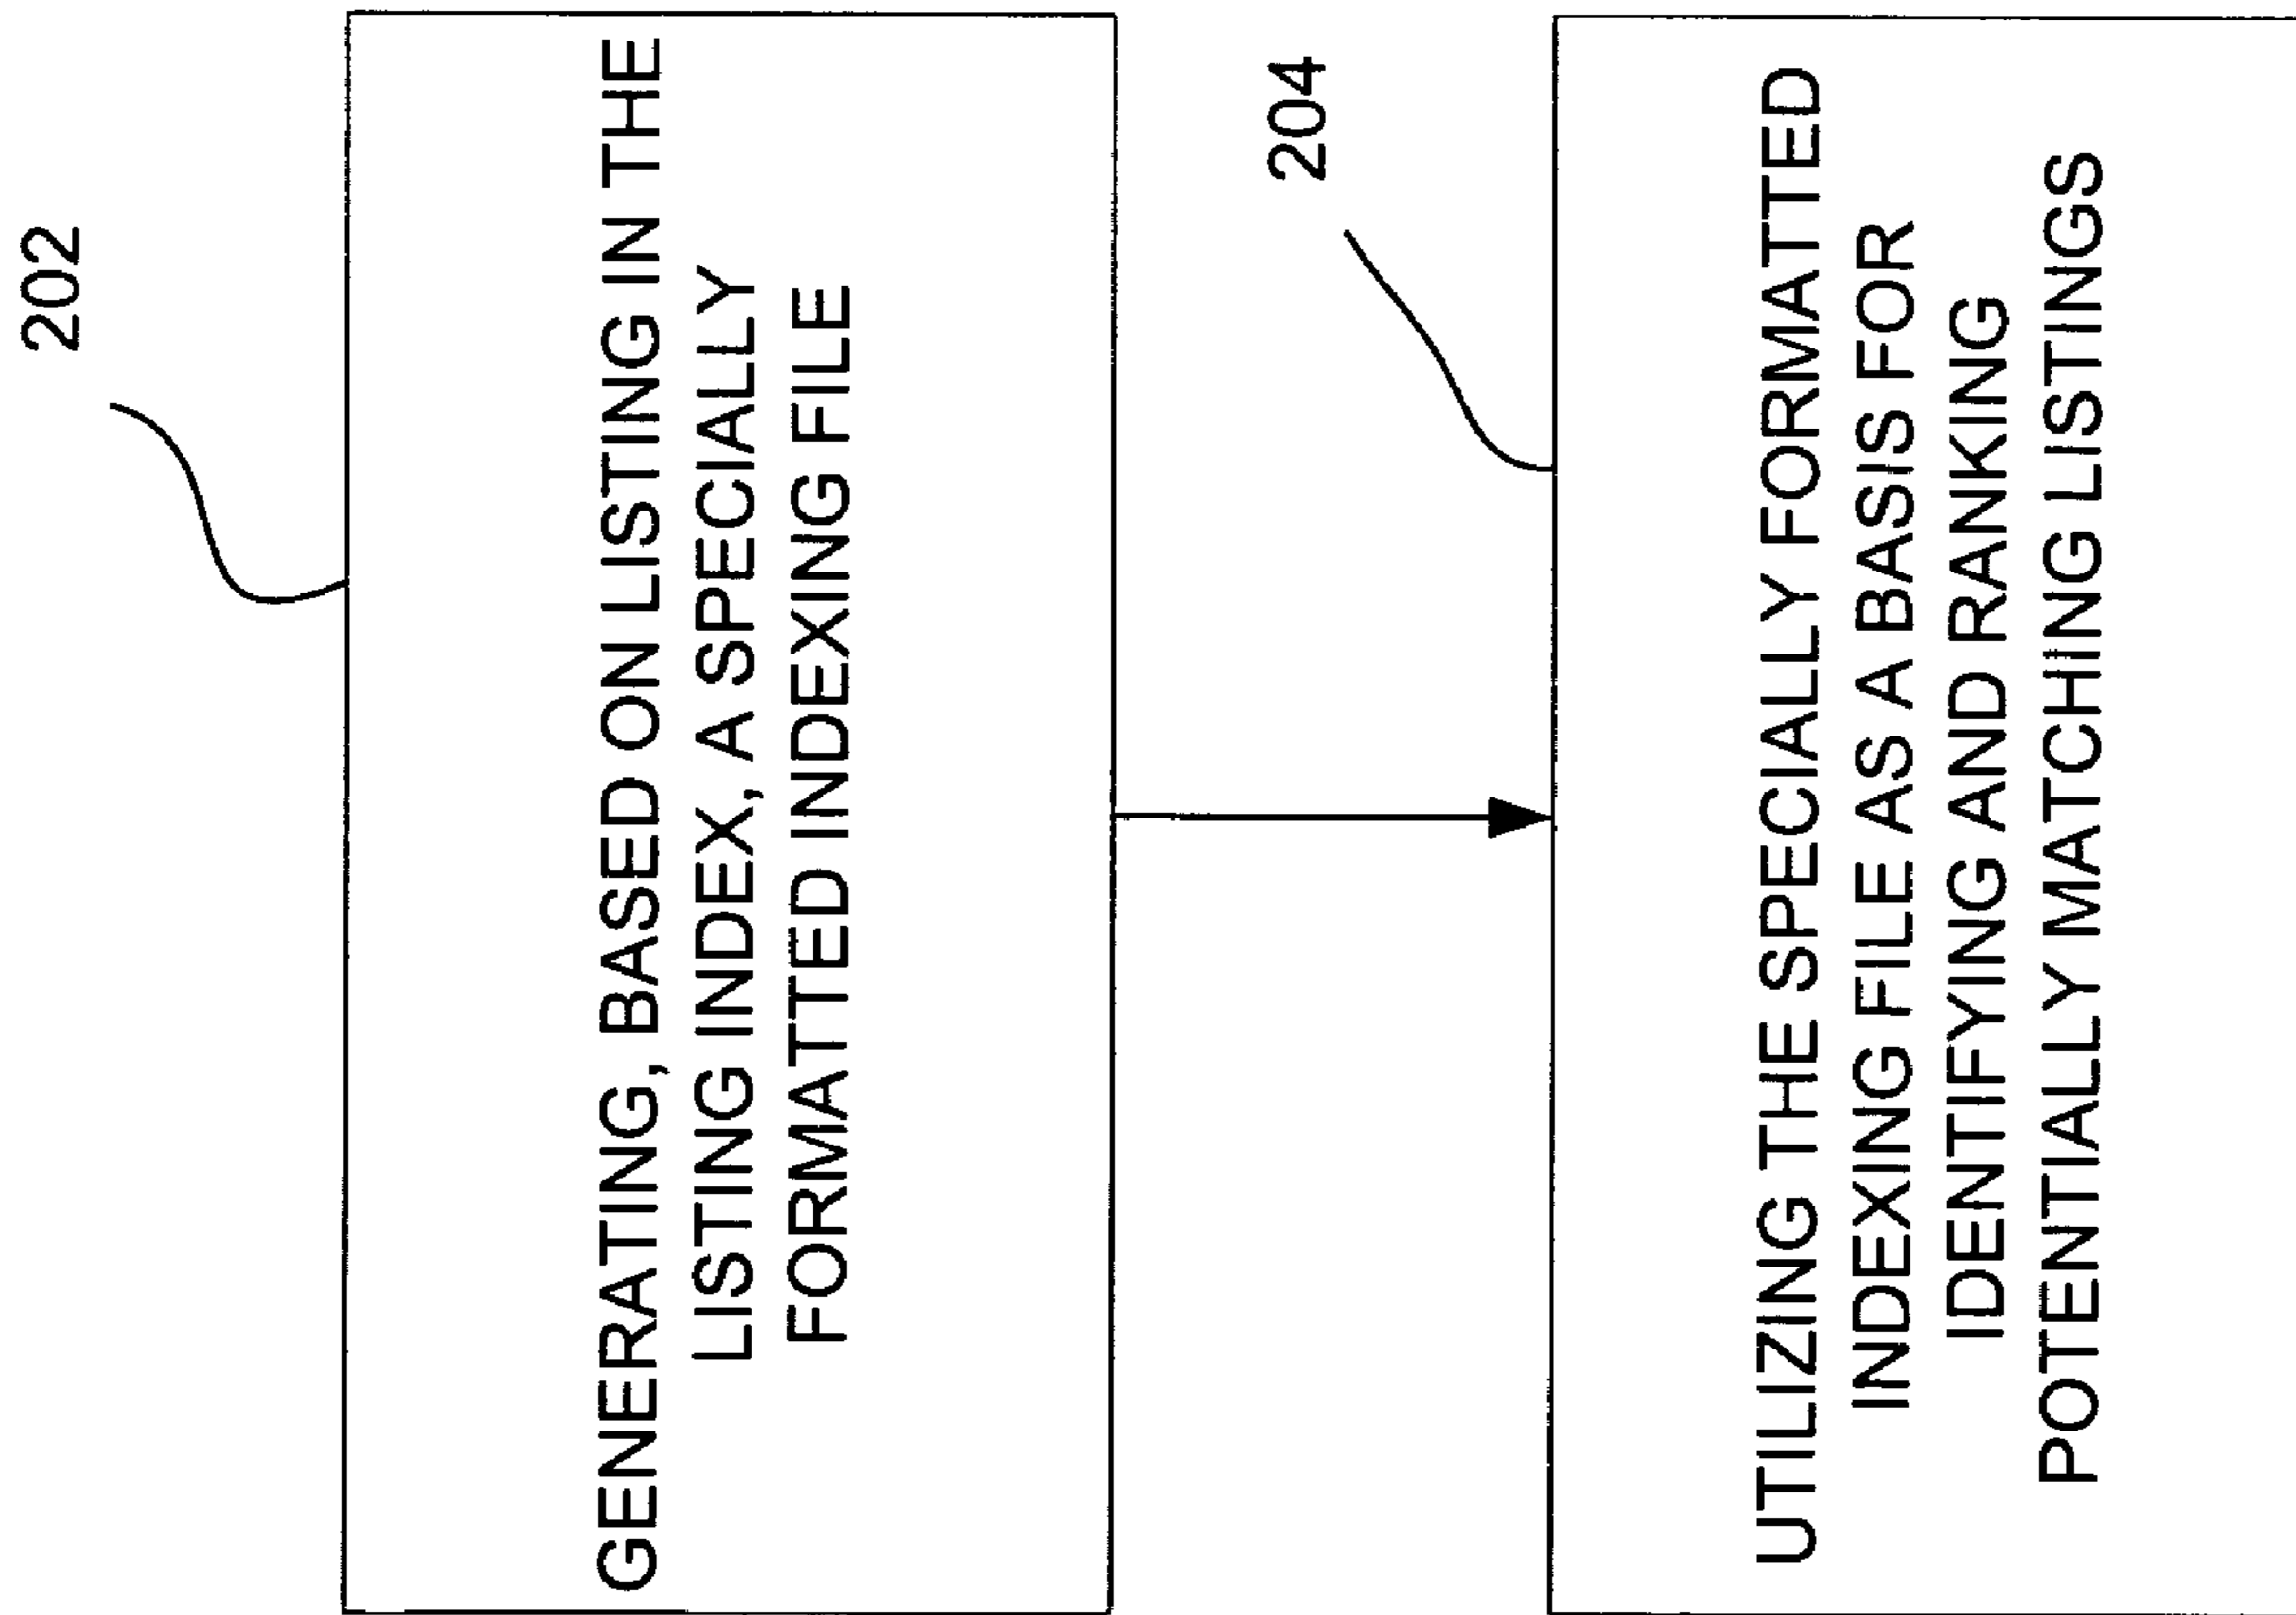 202
GENERATING, BASED ON LISTING IN THE
LISTING INDEX, A SPECIALLY
FORMATTED INDEXING FILE
204
UTILIZING THE SPECIALLY FORMATTED
INDEXING FILE AS A BASIS FOR
IDENTIFYING AND RANKING
POTENTIALLY MATCHING LISTINGS